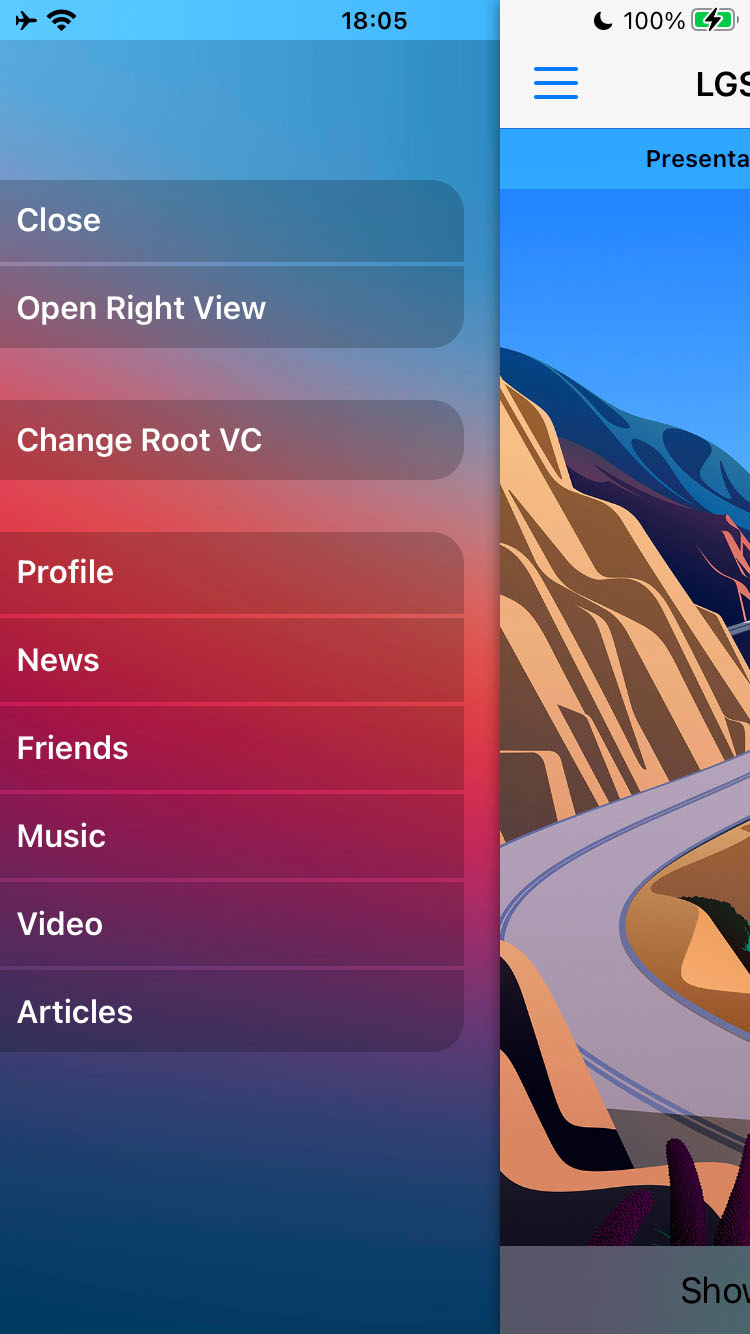 18:05
100%
LGS
Presenta
Close
Open Right View
Change Root VC
Profile
News
Friends
Music
Video
Articles
Show